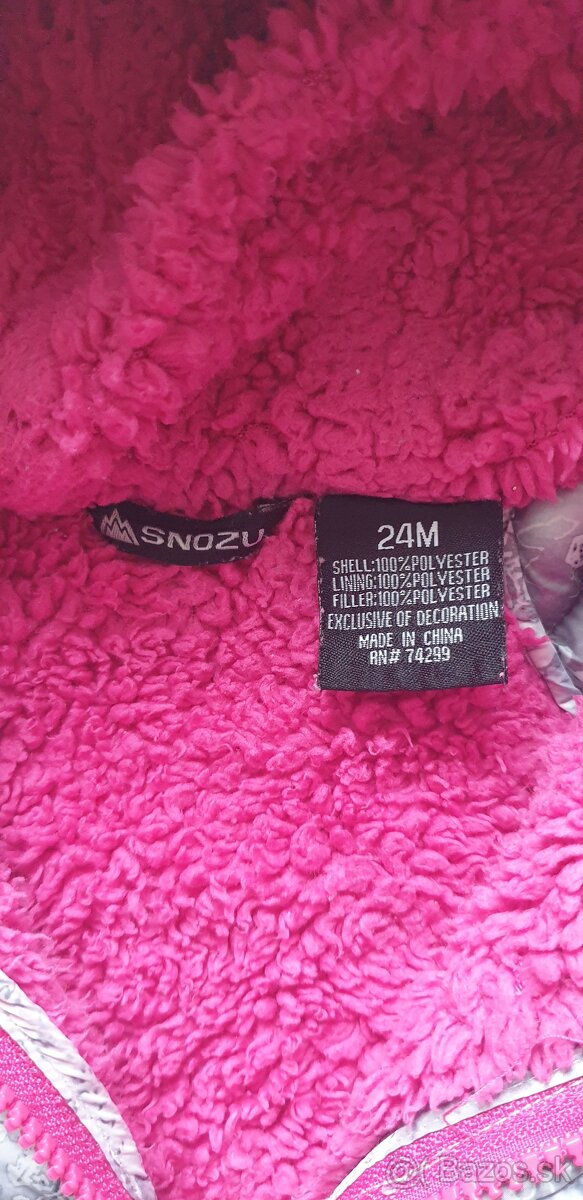 SNOZU
24M
SHELL:100%POLYESTER
LINING:100%POLYESTER
FILLER:100%POLYESTER
EXCLUSIVE OF DECORATION
MADE IN CHINA
RN# 74299
Bazos.sk